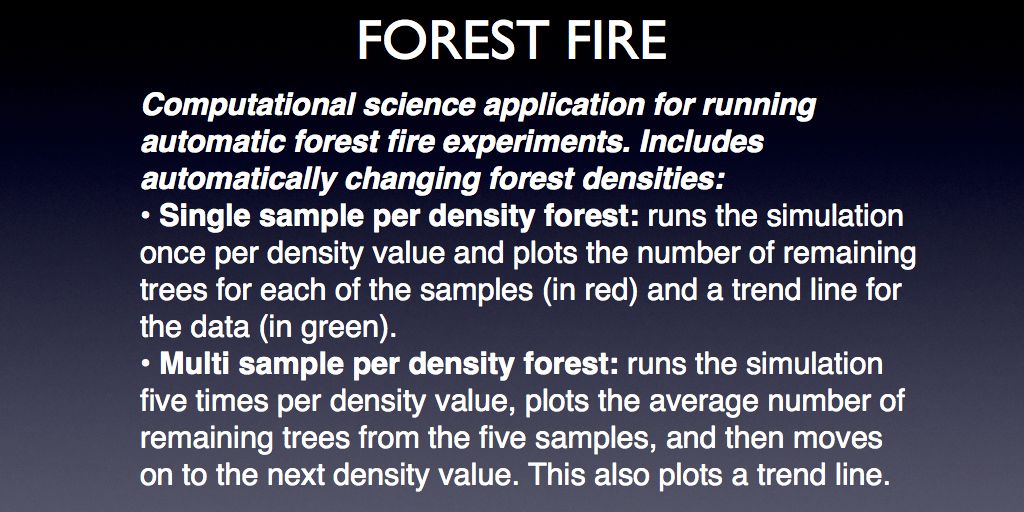 FOREST FIRE
Computational science application for running
automatic forest fire experiments. Includes
automatically changing forest densities:
• Single sample per density forest: runs the simulation
once per density value and plots the number of remaining
trees for each of the samples (in red) and a trend line for
the data (in green).
• Multi sample per density forest: runs the simulation
five times per density value, plots the average number of
remaining trees from the five samples, and then moves
on to the next density value. This also plots a trend line.